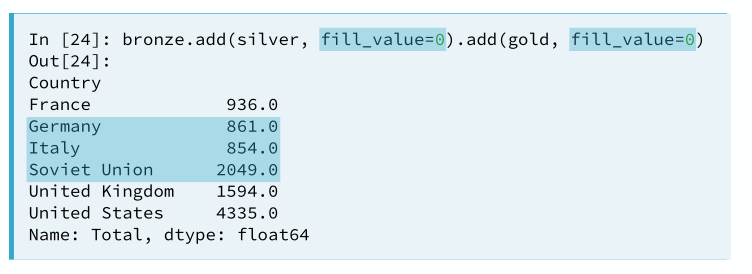 In [24]: bronze.add(silver, fill_value=0).add(gold, fill_value=0)
Out[24]:
Country
France 936.0
Germany 861.0
Italy 854.0
Soviet Union 2049.0
United Kingdom 1594.0
United States 4335.0
Name: Total, dtype: float64